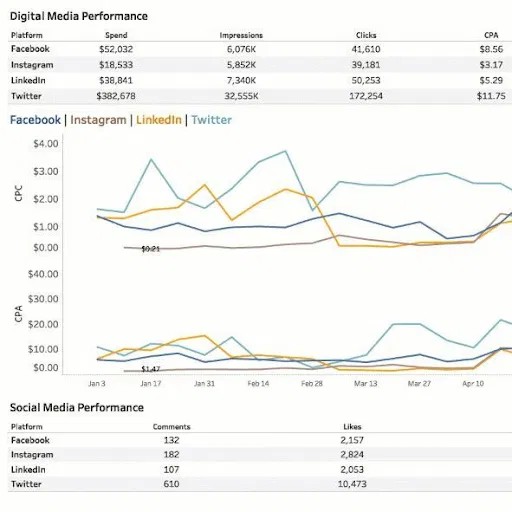 Digital Media Performance
Platform Spend Impressions Clicks CPA
Facebook $52,032 6,076K 41,610 $8.56
Instagram $18,533 5,852K 39,181 $3.17
LinkedIn $38,841 7,340K 50,253 $5.29
Twitter $382,678 32,555K 172,254 $11.75
Facebook | Instagram | LinkedIn | Twitter
$4.00
$3.00
CPC
$2.00
$1.00
$0.00
$0.21
$40.00
$30.00
CPA
$20.00
$10.00
$0.00
$1.47
Jan 3 Jan 17 Jan 31 Feb 14 Feb 28 Mar 13 Mar 27 Apr 10
Social Media Performance
Platform Comments Likes
Facebook 132 2,157
Instagram 182 2,824
LinkedIn 107 2,053
Twitter 610 10,473